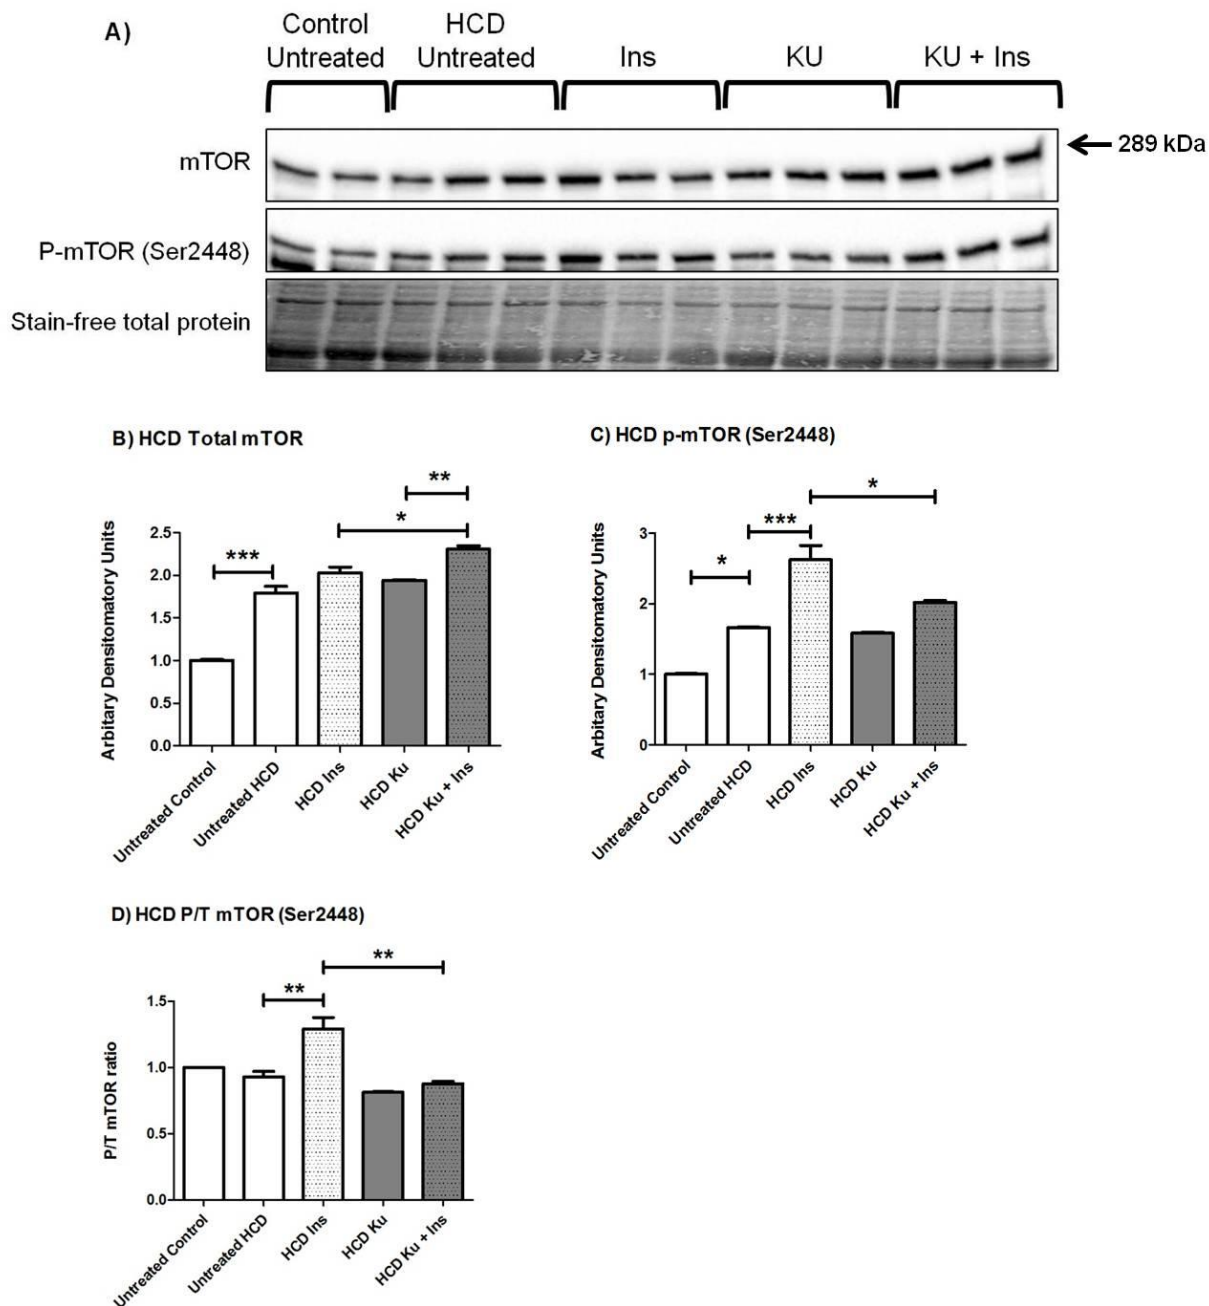 A)
Control
Untreated
HCD
Untreated
Ins
KU
KU + Ins
mTOR
289 kDa
P-mTOR (Ser2448)
Stain-free total protein
B) HCD Total mTOR
Arbitary Densitomatory Units
2.5
2.0
1.5
1.0
0.5
0.0
***
*
**
Untreated Control
Untreated HCD
HCD Ins
HCD Ku
HCD Ku + Ins
C) HCD p-mTOR (Ser2448)
Arbitary Densitomatory Units
3
2
1
0
*
***
*
Untreated Control
Untreated HCD
HCD Ins
HCD Ku
HCD Ku + Ins
D) HCD P/T mTOR (Ser2448)
P/T mTOR ratio
1.5
1.0
0.5
0.0
**
**
Untreated Control
Untreated HCD
HCD Ins
HCD Ku
HCD Ku + Ins